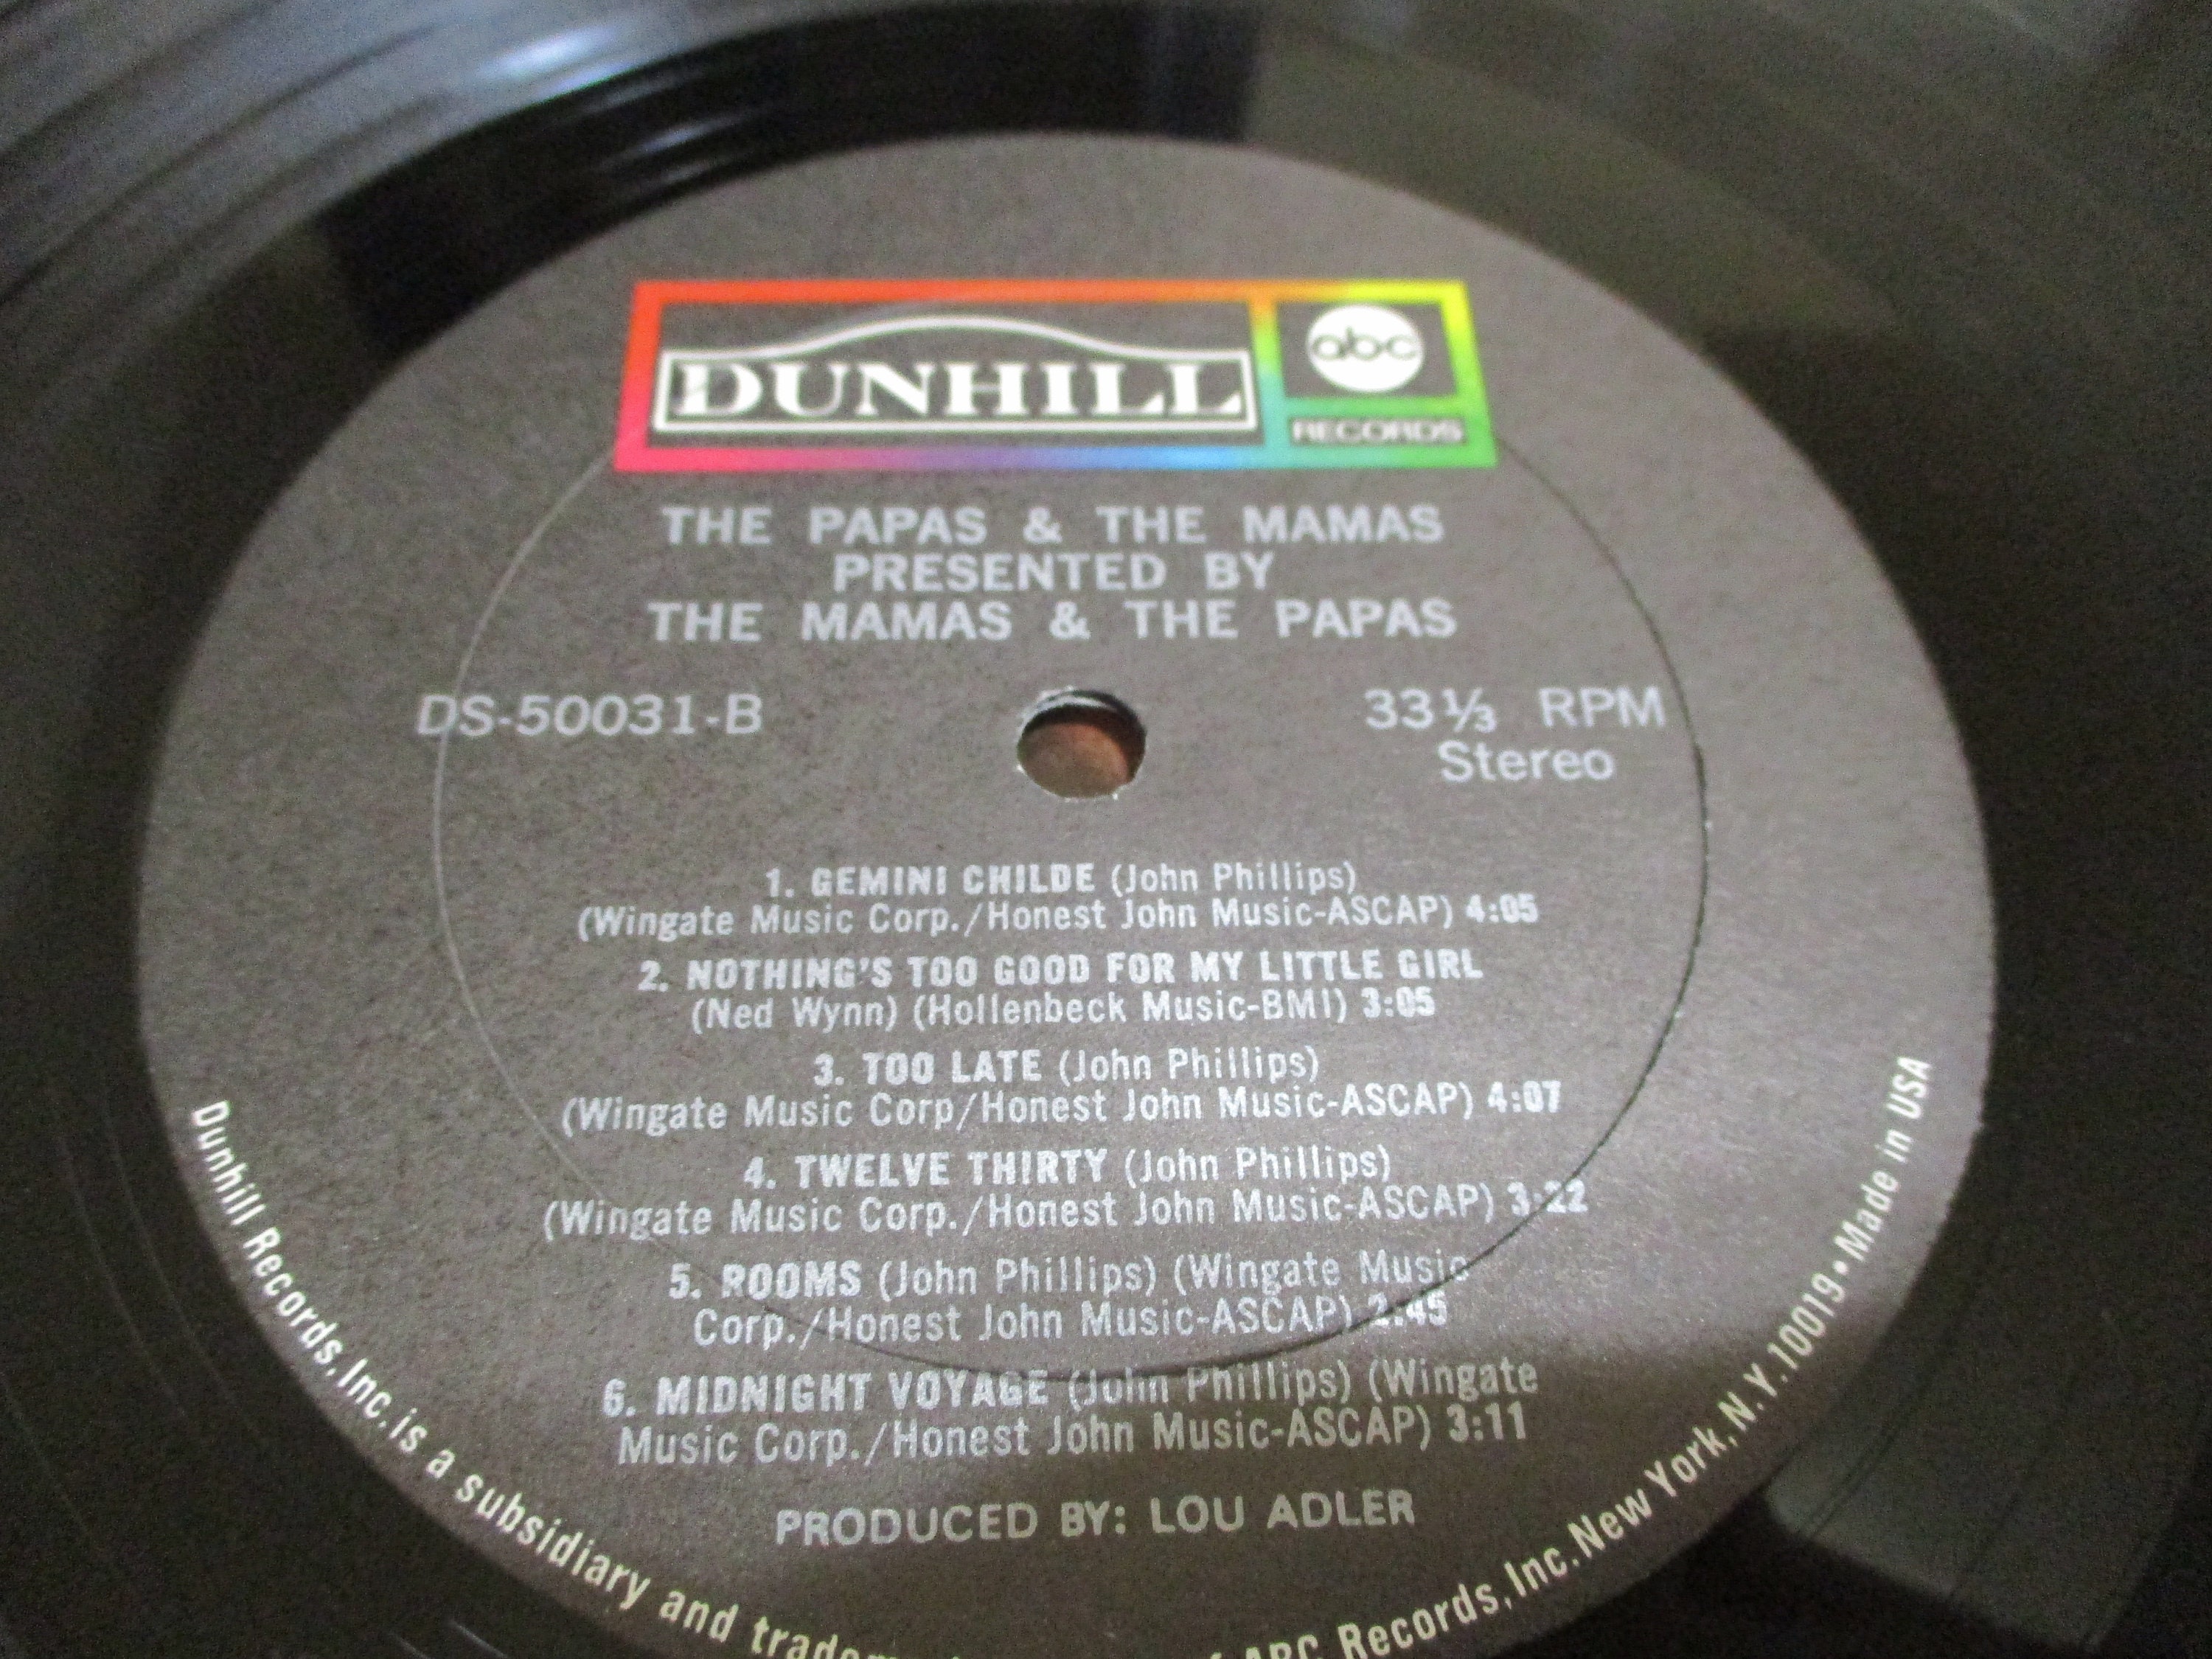 DUNHILL
abc
RECORDS
THE PAPAS & THE MAMAS
PRESENTED BY
THE MAMAS & THE PAPAS
DS-50031-B
33⅓ RPM
Stereo
1. GEMINI CHILDE (John Phillips)
(Wingate Music Corp./Honest John Music-ASCAP) 4:05
2. NOTHING'S TOO GOOD FOR MY LITTLE GIRL
(Ned Wynn) (Hollenbeck Music-BMI) 3:05
3. TOO LATE (John Phillips)
(Wingate Music Corp/Honest John Music-ASCAP) 4:07
4. TWELVE THIRTY (John Phillips)
(Wingate Music Corp./Honest John Music-ASCAP) 3:22
5. ROOMS (John Phillips) (Wingate Music
Corp./Honest John Music-ASCAP) 2:45
6. MIDNIGHT VOYAGE (John Phillips) (Wingate
Music Corp./Honest John Music-ASCAP) 3:11
PRODUCED BY: LOU ADLER
Dunhill Records, Inc. is a subsidiary and ABC Records, Inc. New York, N.Y. 10019 • Made in USA